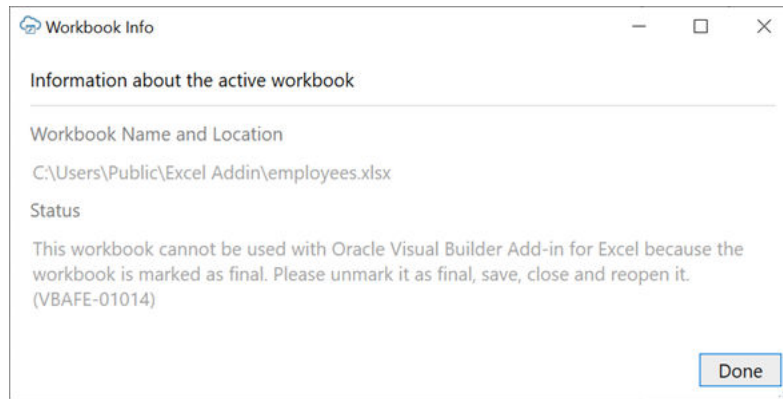 Workbook Info
Information about the active workbook
Workbook Name and Location
C:\Users\Public\Excel Addin\employees.xlsx
Status
This workbook cannot be used with Oracle Visual Builder Add-in for Excel because the
workbook is marked as final. Please unmark it as final, save, close and reopen it.
(VBAFE-01014)
Done